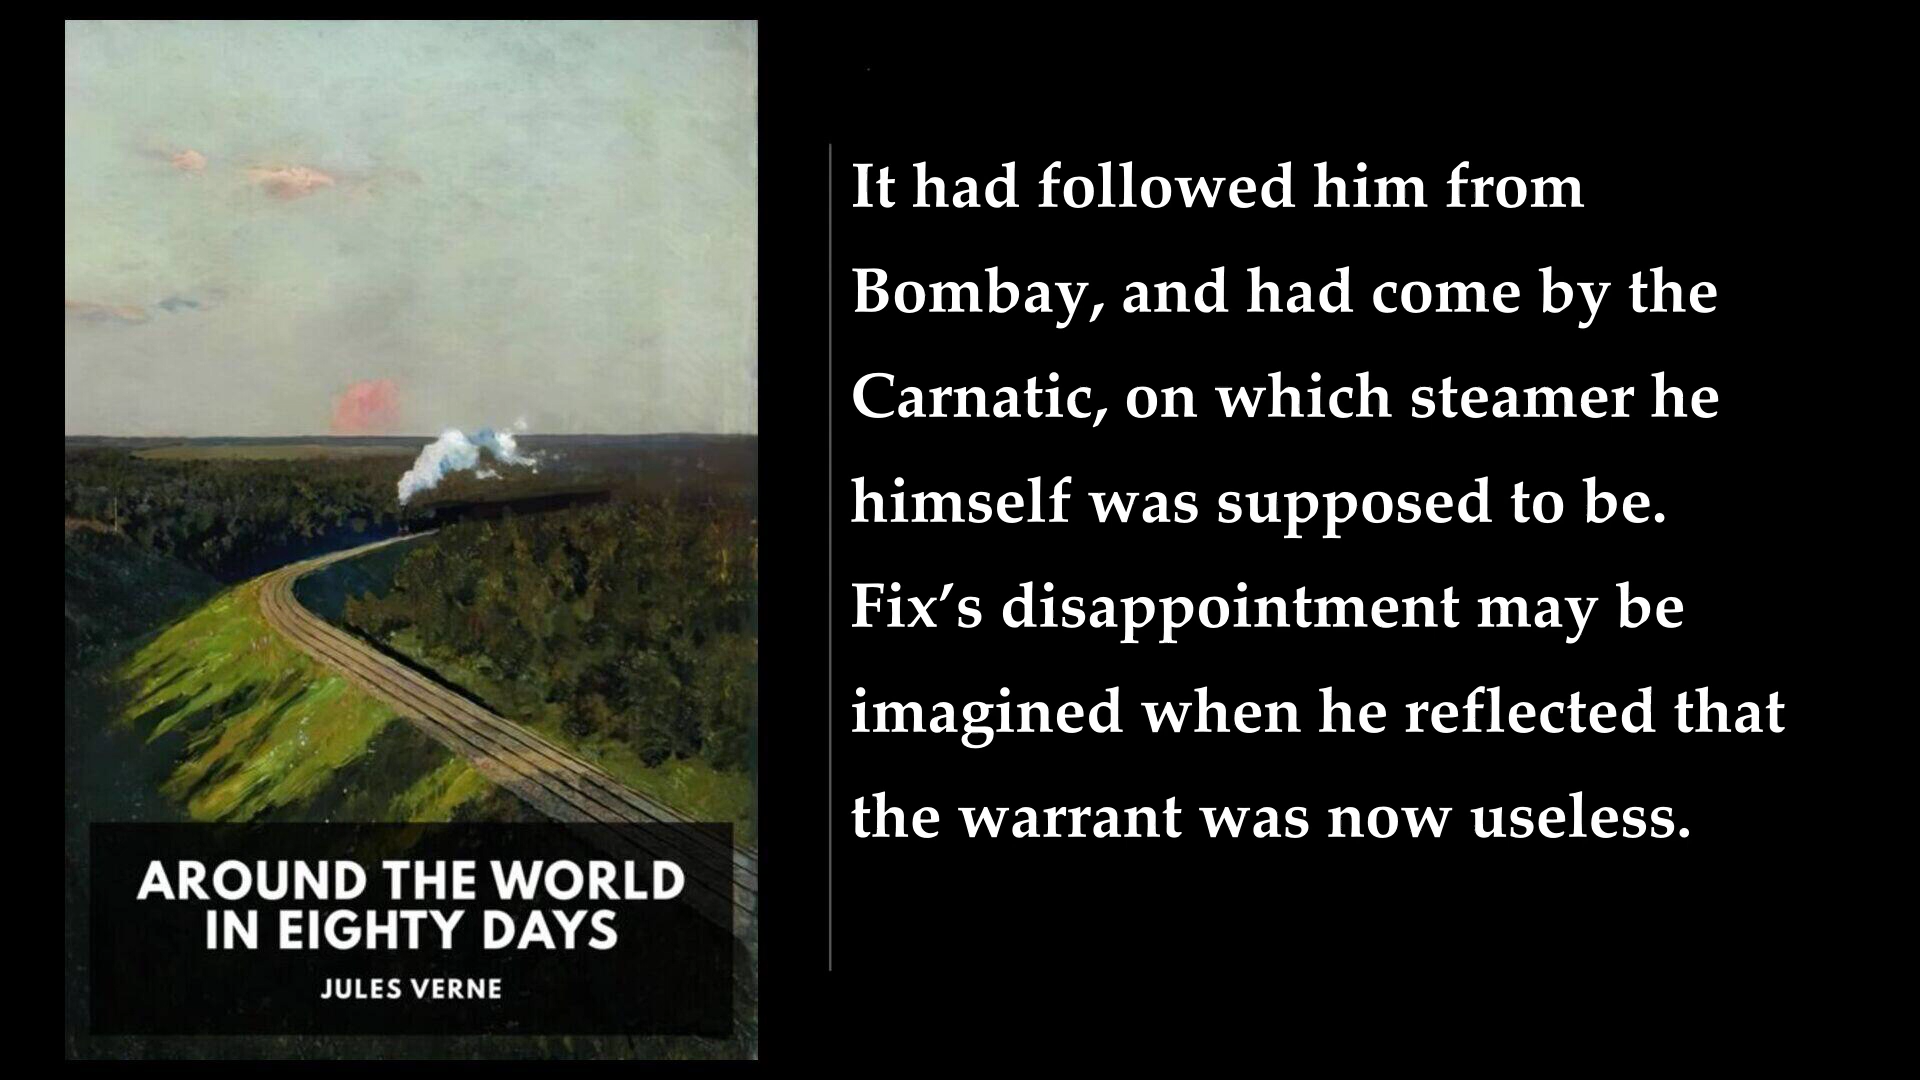 It had followed him from
Bombay, and had come by the
Carnatic, on which steamer he
himself was supposed to be.
Fix’s disappointment may be
imagined when he reflected that
the warrant was now useless.
AROUND THE WORLD
IN EIGHTY DAYS
JULES VERNE